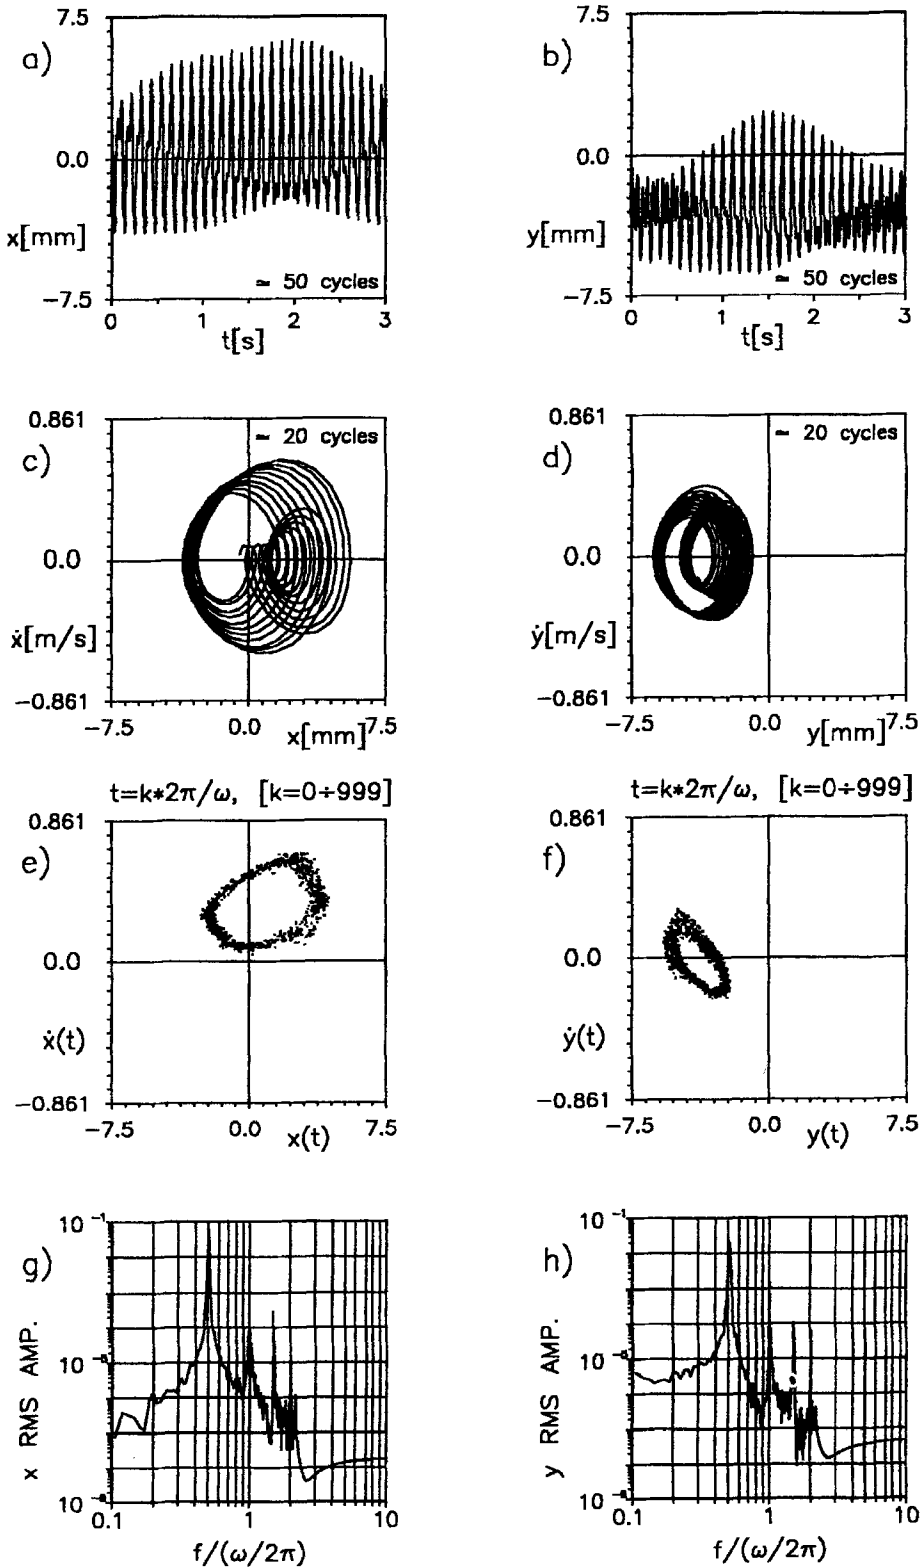 7.5 7.5
a) b)
0.0 0.0
x[mm] y[mm]
≃ 50 cycles ≃ 50 cycles
−7.5 −7.5
0 1 2 3 0 1 2 3
t[s] t[s]
0.861 0.861
≃ 20 cycles ≃ 20 cycles
c) d)
0.0 0.0
ẋ[m/s] ẏ[m/s]
−0.861 −0.861
−7.5 0.0 7.5 −7.5 0.0 7.5
x[mm] y[mm]
t=k*2π/ω, [k=0÷999] t=k*2π/ω, [k=0÷999]
0.861 0.861
e) f)
0.0 0.0
ẋ(t) ẏ(t)
−0.861 −0.861
−7.5 0.0 7.5 −7.5 0.0 7.5
x(t) y(t)
10 −1 10 −1
g) h)
x RMS AMP. y RMS AMP.
10 10
10 10
0.1 1 10 0.1 1 10
f/(ω/2π) f/(ω/2π)